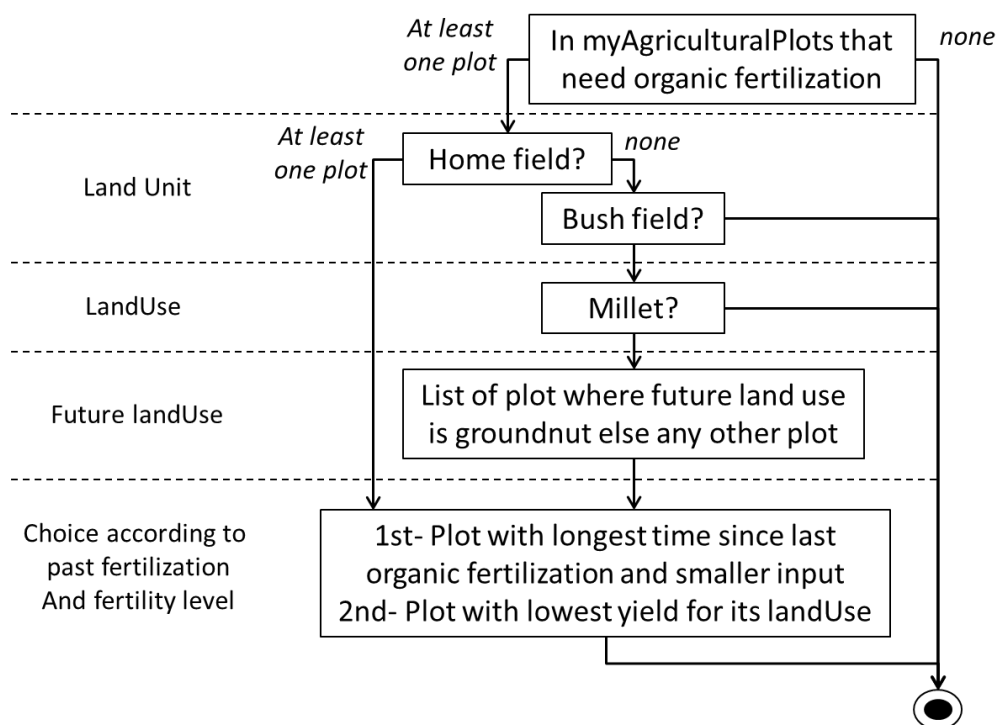 At least
one plot
In myAgriculturalPlots that
need organic fertilization
none
At least
one plot
Home field?
none
Land Unit
Bush field?
LandUse
Millet?
Future landUse
List of plot where future land use
is groundnut else any other plot
Choice according to
past fertilization
And fertility level
1st- Plot with longest time since last
organic fertilization and smaller input
2nd- Plot with lowest yield for its landUse